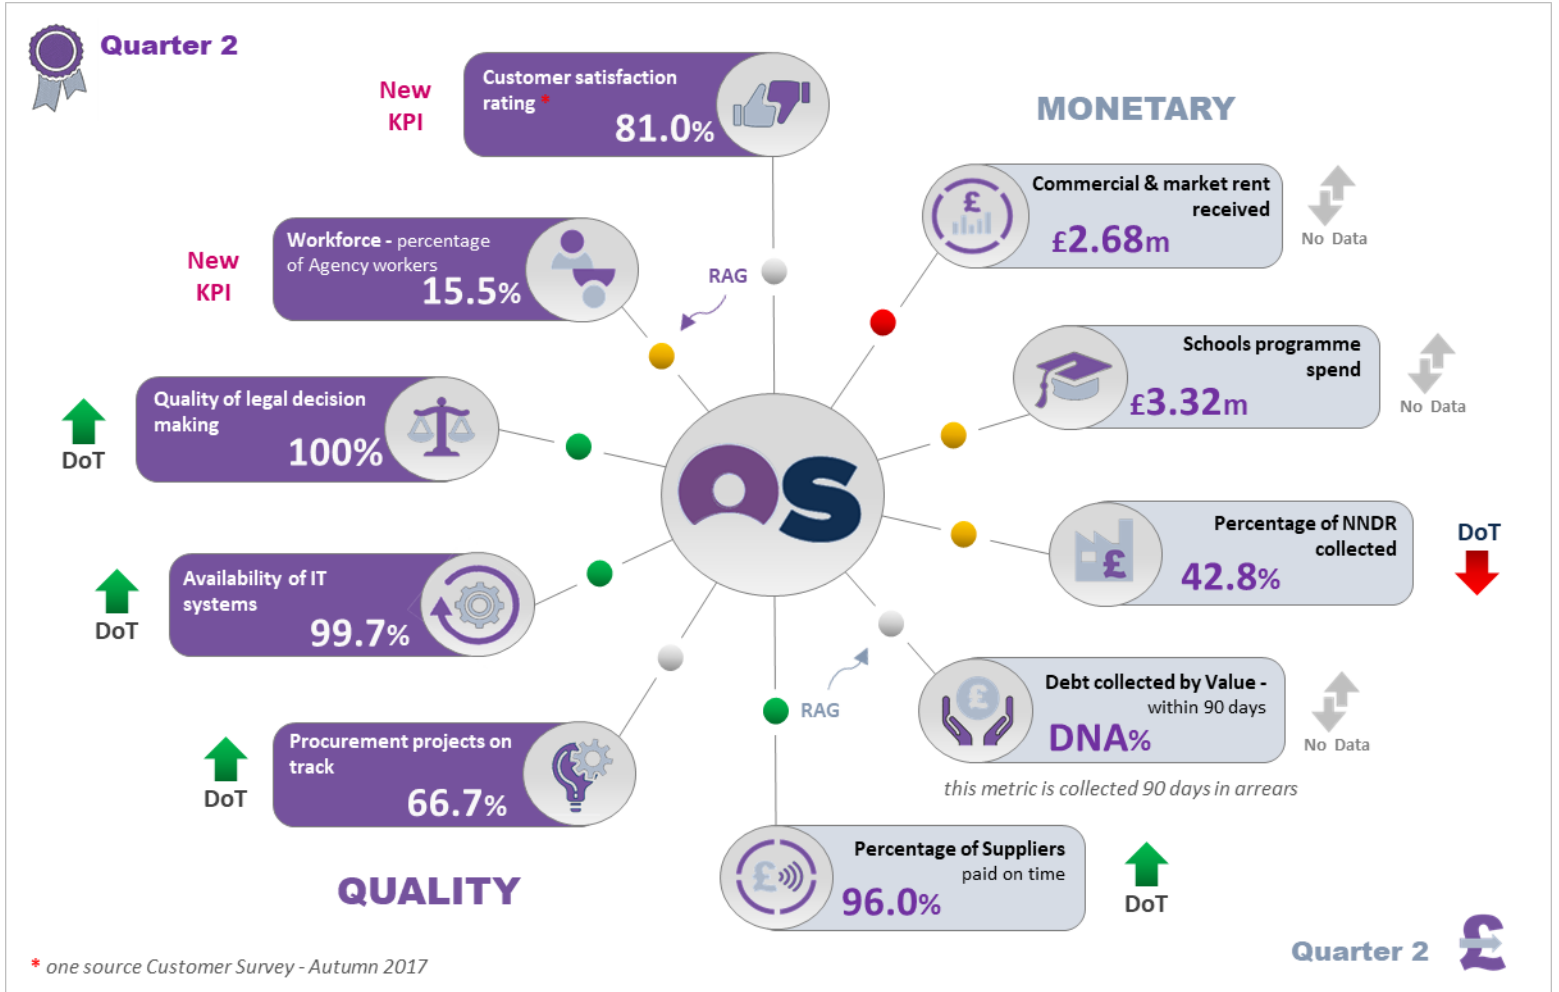 Quarter 2
New
KPI
Customer satisfaction
rating *
81.0%
New
KPI
Workforce - percentage
of Agency workers
15.5%
RAG
DoT
Quality of legal decision
making
100%
DoT
Availability of IT
systems
99.7%
DoT
Procurement projects on
track
66.7%
QUALITY
* one source Customer Survey - Autumn 2017
OS
MONETARY
Commercial & market rent
received
£2.68m
No Data
Schools programme
spend
£3.32m
No Data
Percentage of NNDR
collected
42.8%
DoT
RAG
Debt collected by Value -
within 90 days
DNA%
No Data
this metric is collected 90 days in arrears
Percentage of Suppliers
paid on time
96.0%
DoT
Quarter 2
£